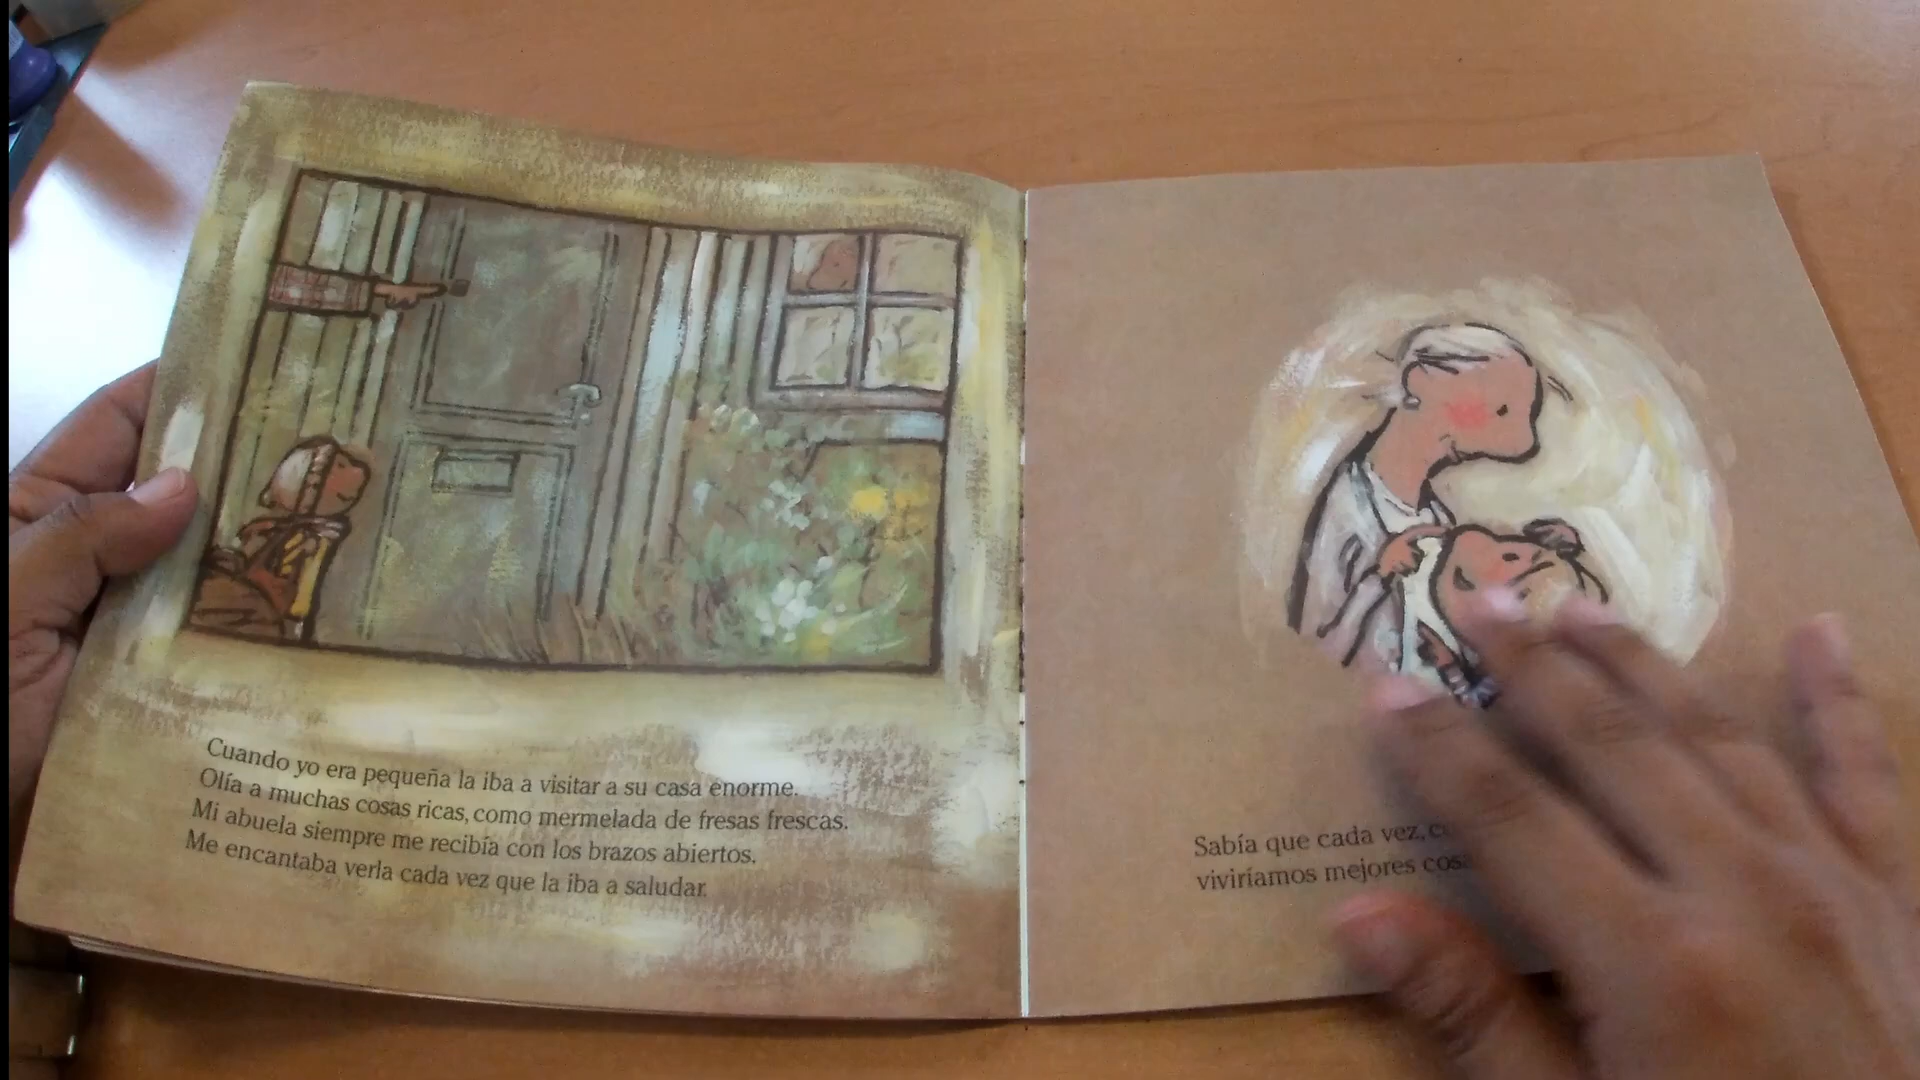 Cuando yo era pequeña la iba a visitar a su casa enorme.
Olía a muchas cosas ricas, como mermelada de fresas frescas.
Mi abuela siempre me recibía con los brazos abiertos.
Me encantaba verla cada vez que la iba a saludar.
Sabía que cada vez,
viviríamos mejores